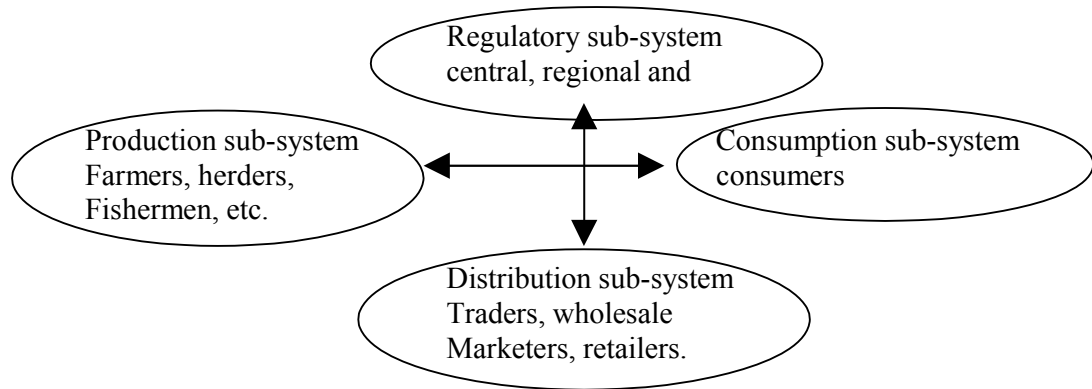 Regulatory sub-system
central, regional and
Production sub-system
Farmers, herders,
Fishermen, etc.
Consumption sub-system
consumers
Distribution sub-system
Traders, wholesale
Marketers, retailers.